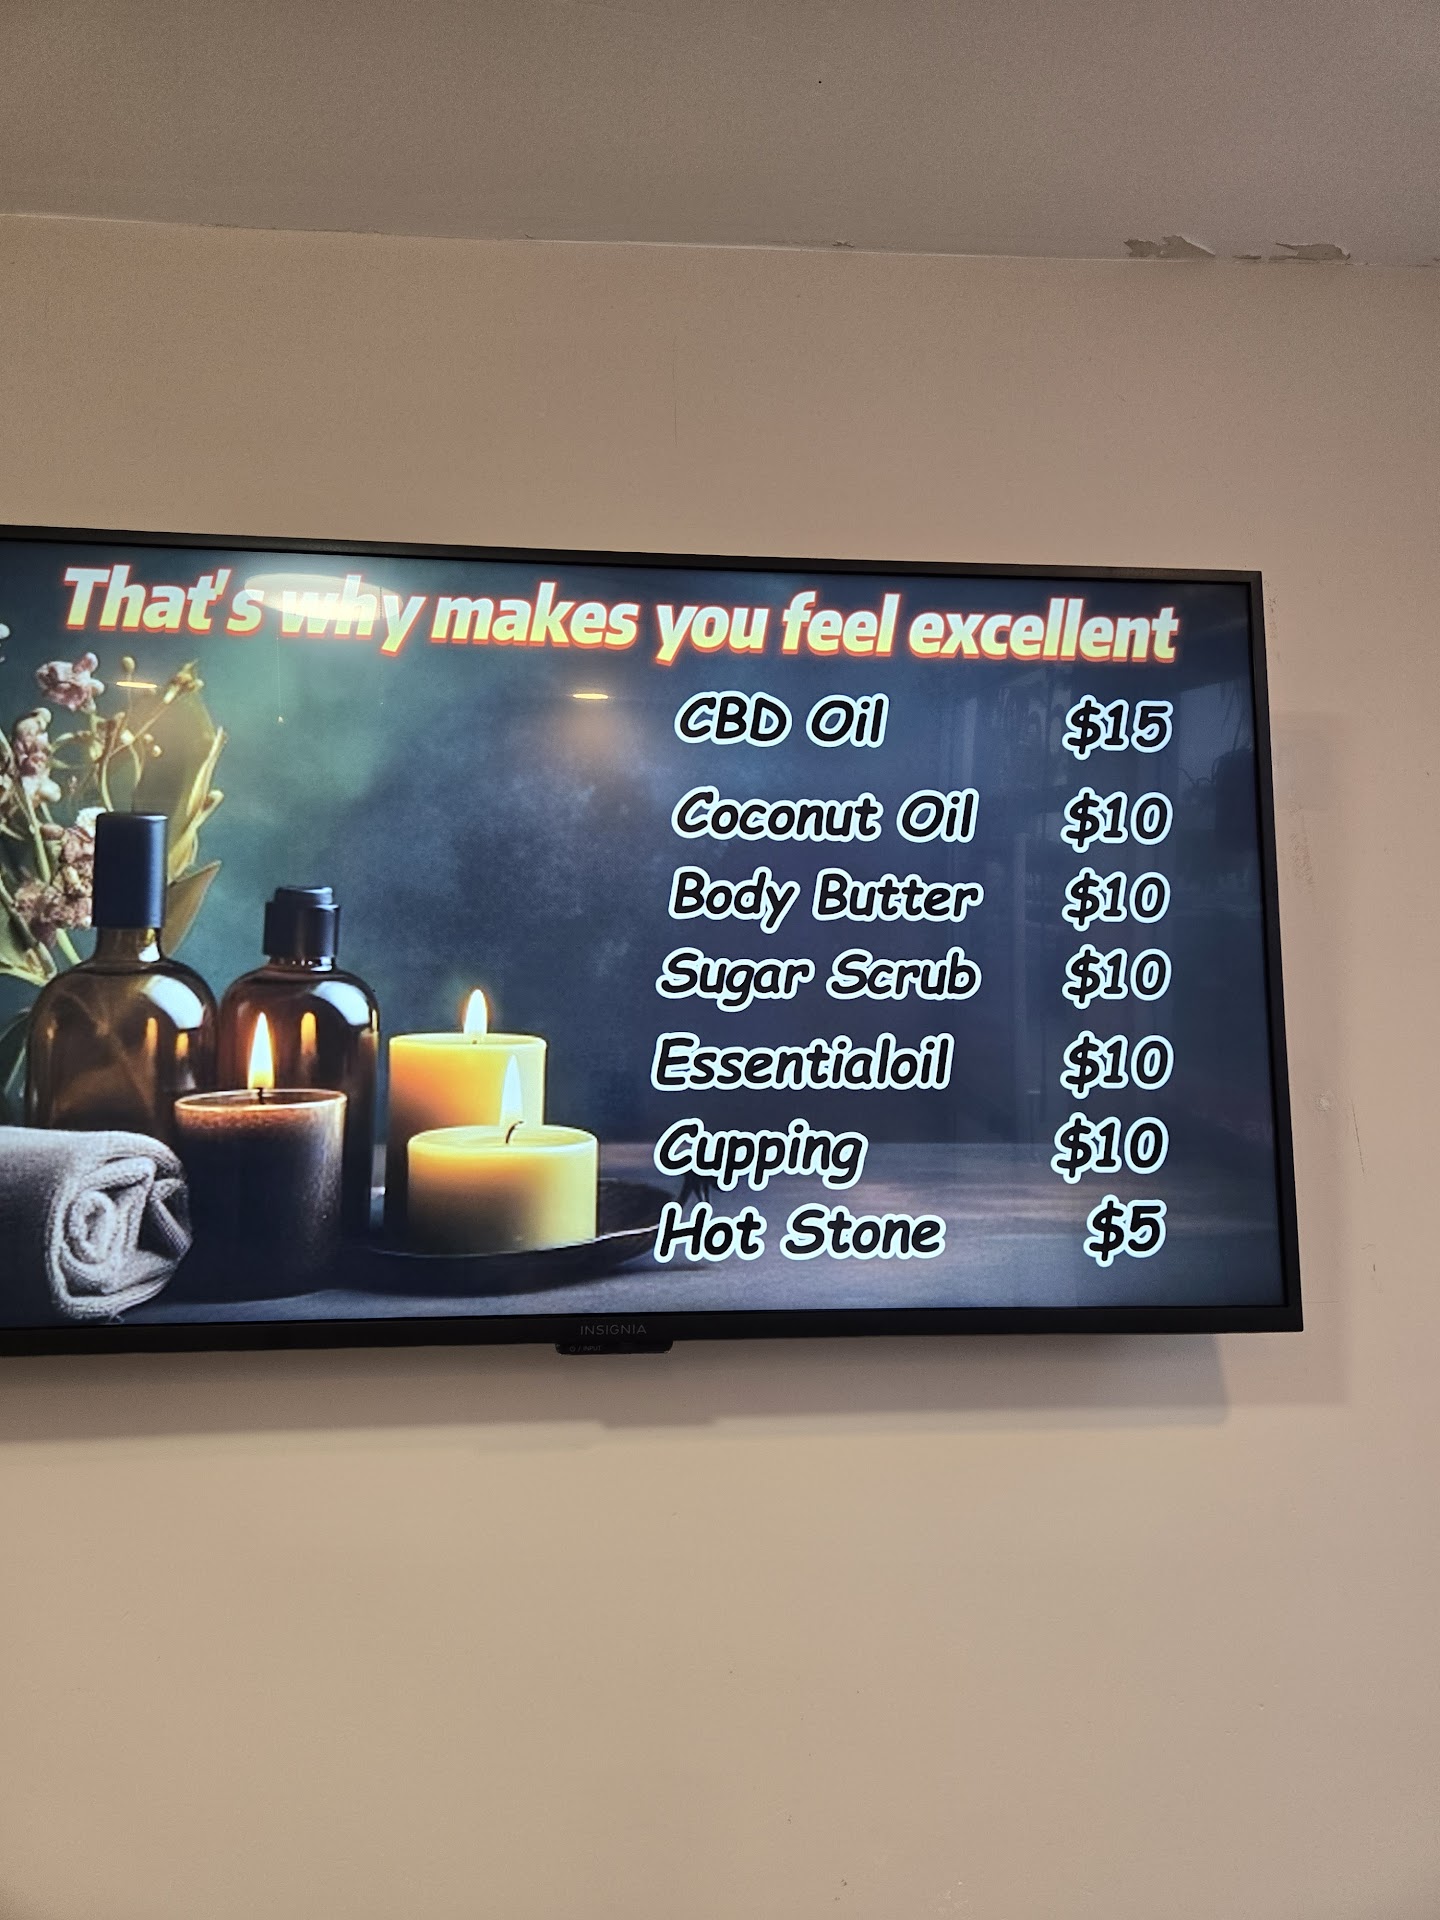 That's why makes you feel excellent
CBD Oil $15
Coconut Oil $10
Body Butter $10
Sugar Scrub $10
Essentialoil $10
Cupping $10
Hot Stone $5
INSIGNIA
/ INPUT